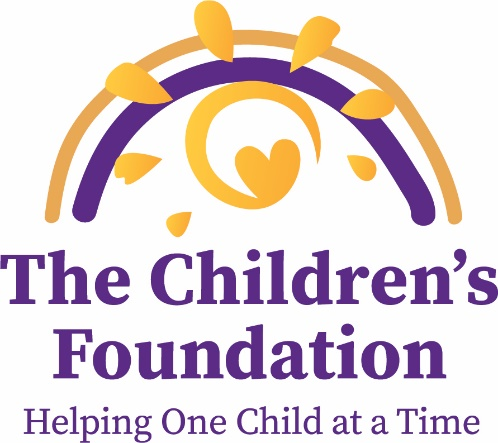 The Children’s
Foundation
Helping One Child at a Time